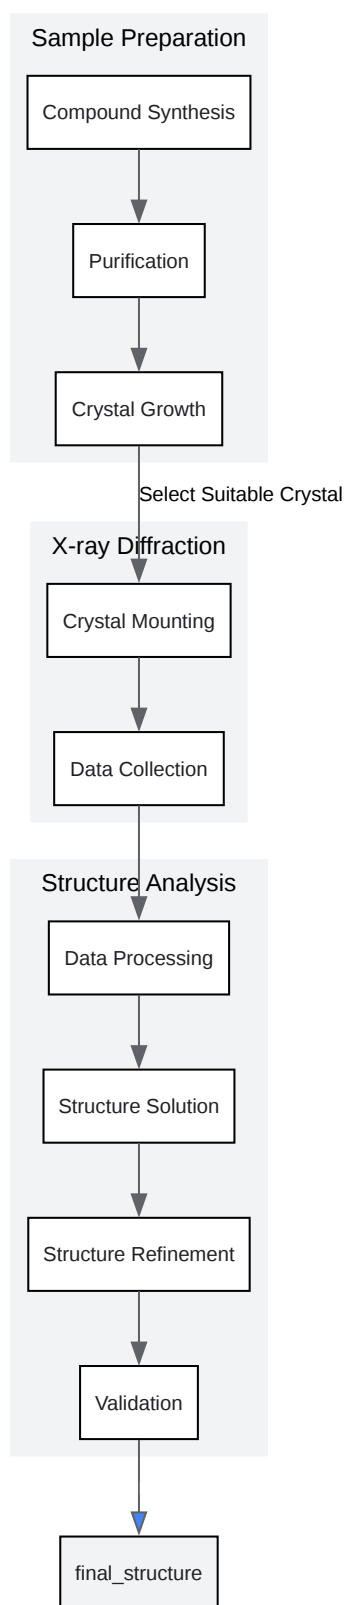 Sample Preparation
Compound Synthesis
Purification
Crystal Growth
Select Suitable Crystal
X-ray Diffraction
Crystal Mounting
Data Collection
Structure Analysis
Data Processing
Structure Solution
Structure Refinement
Validation
final_structure